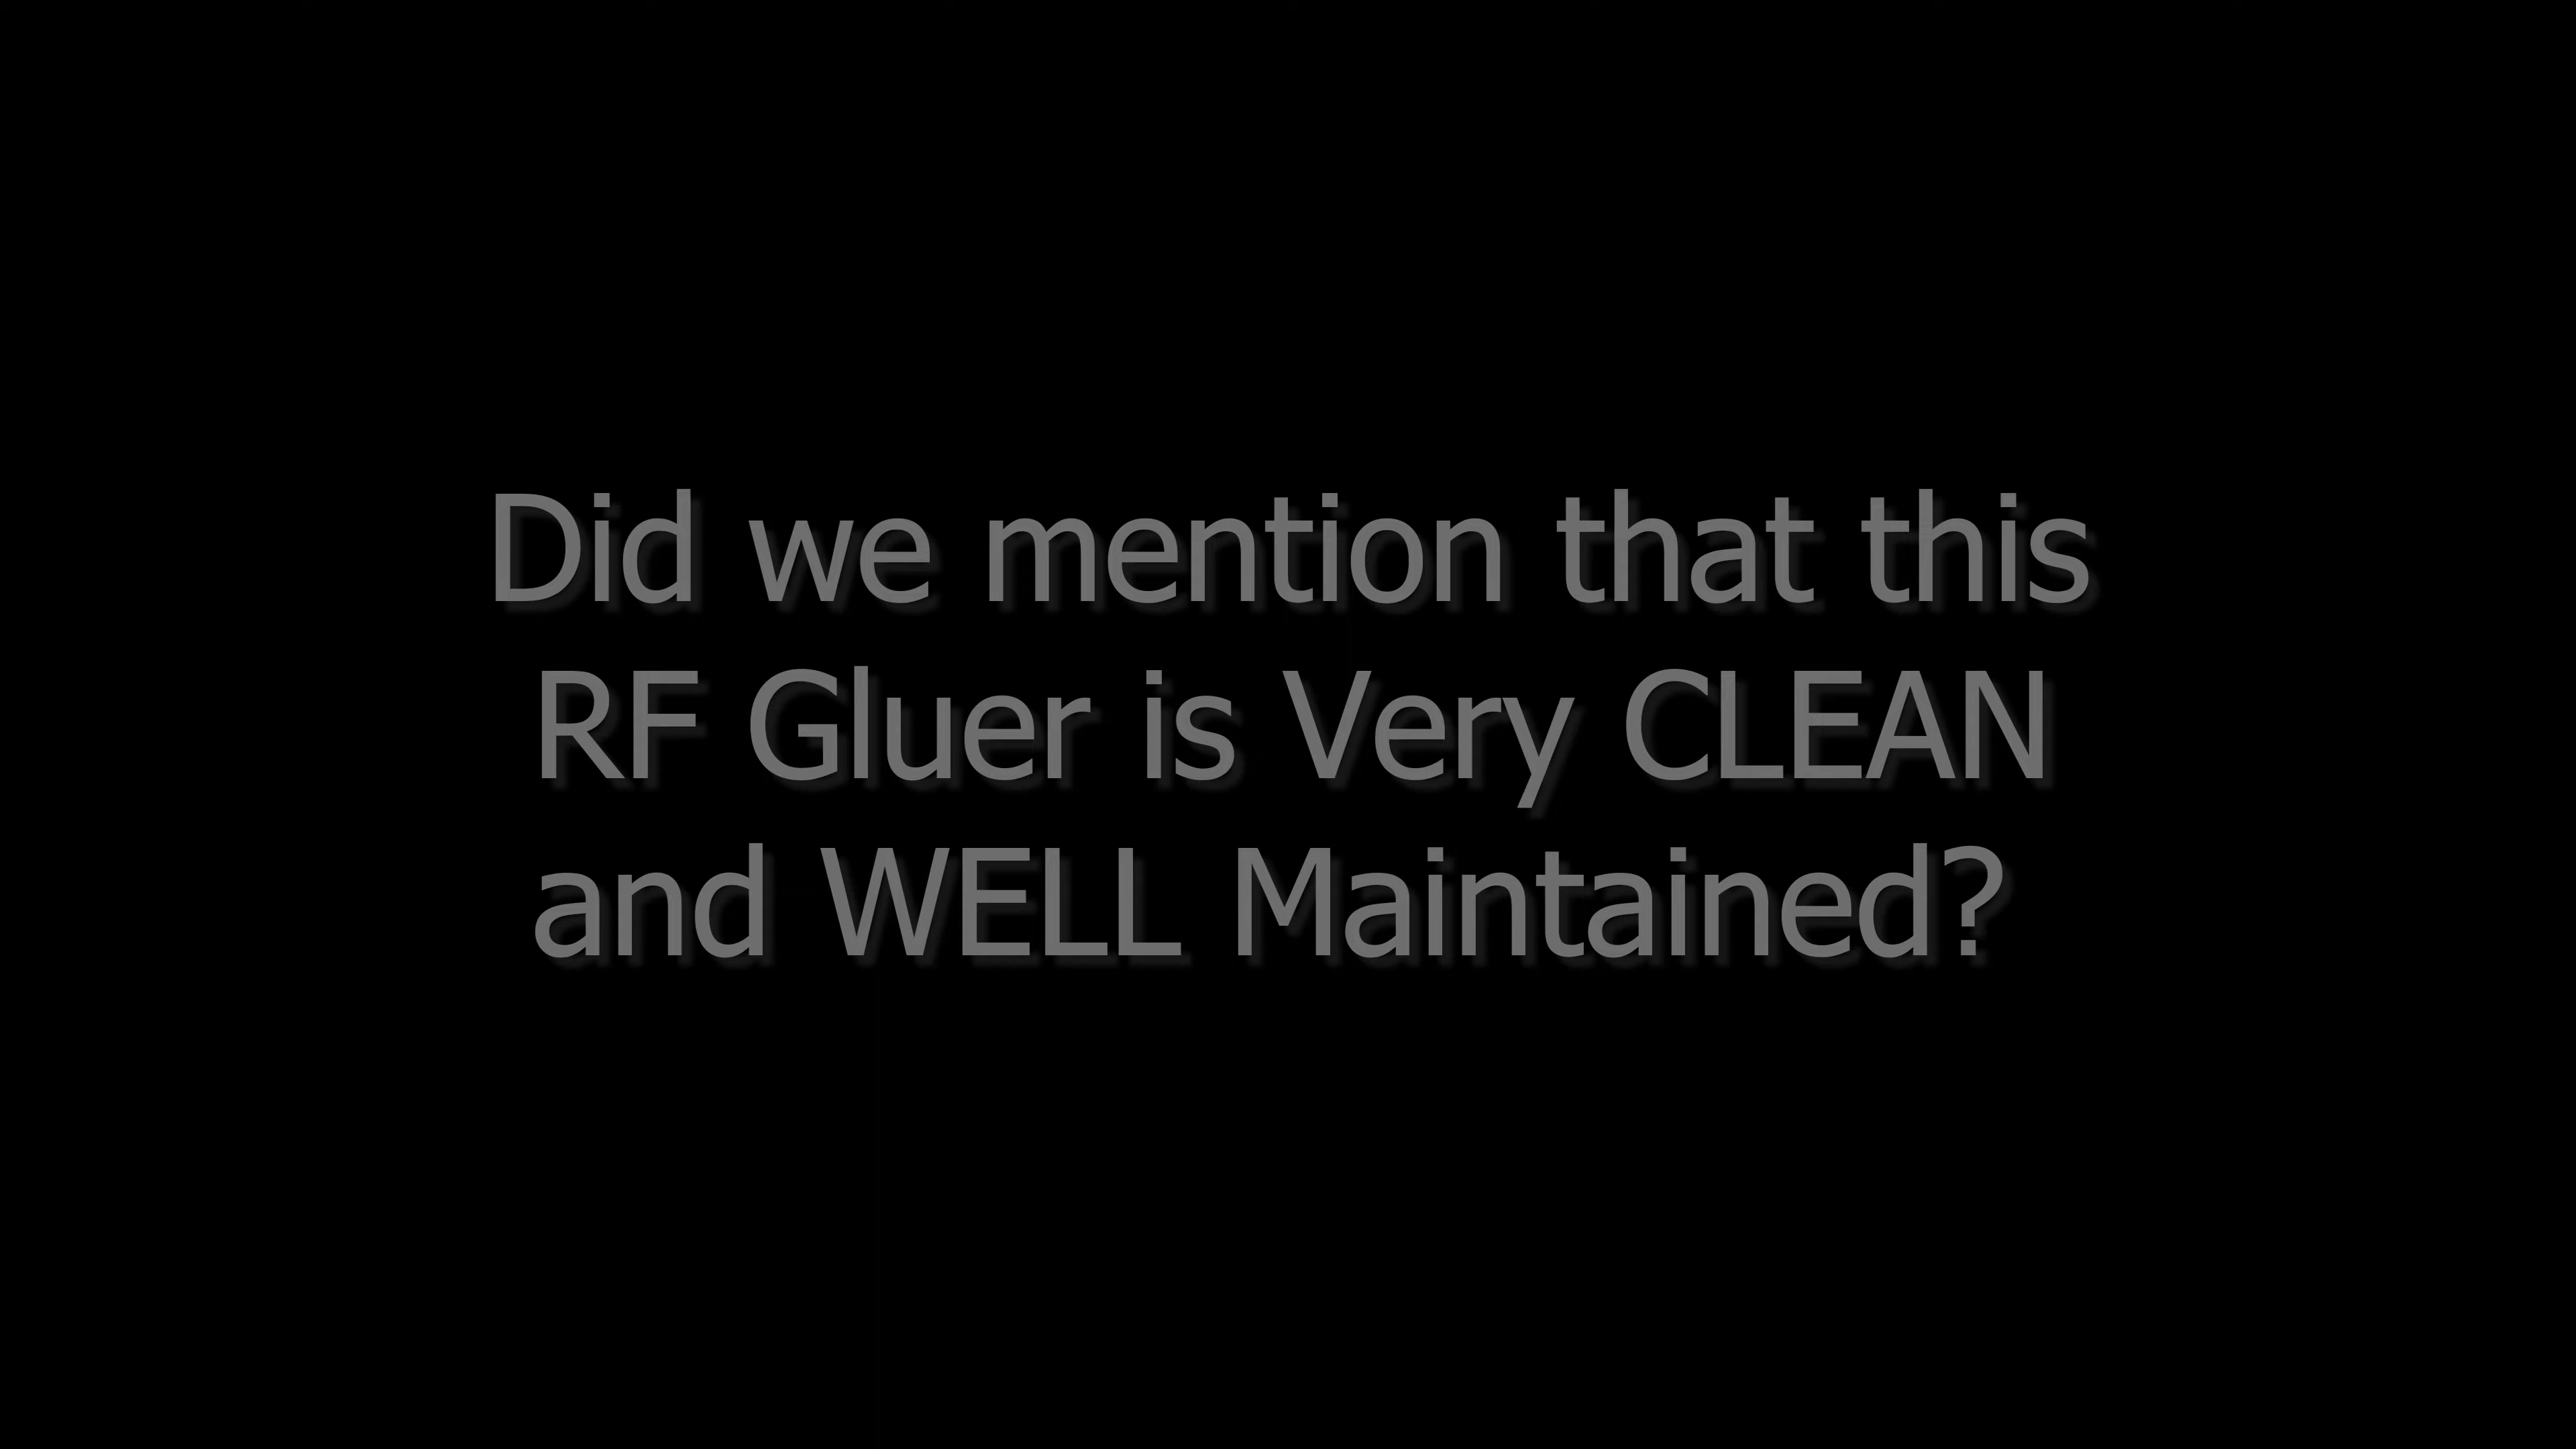 Did we mention that this
RF Gluer is Very CLEAN
and WELL Maintained?